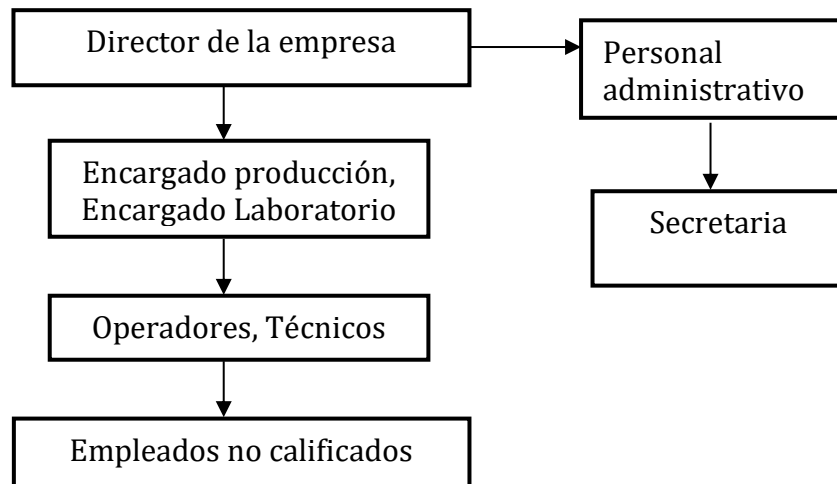 Director de la empresa
Personal
administrativo
Encargado producción,
Encargado Laboratorio
Secretaria
Operadores, Técnicos
Empleados no calificados